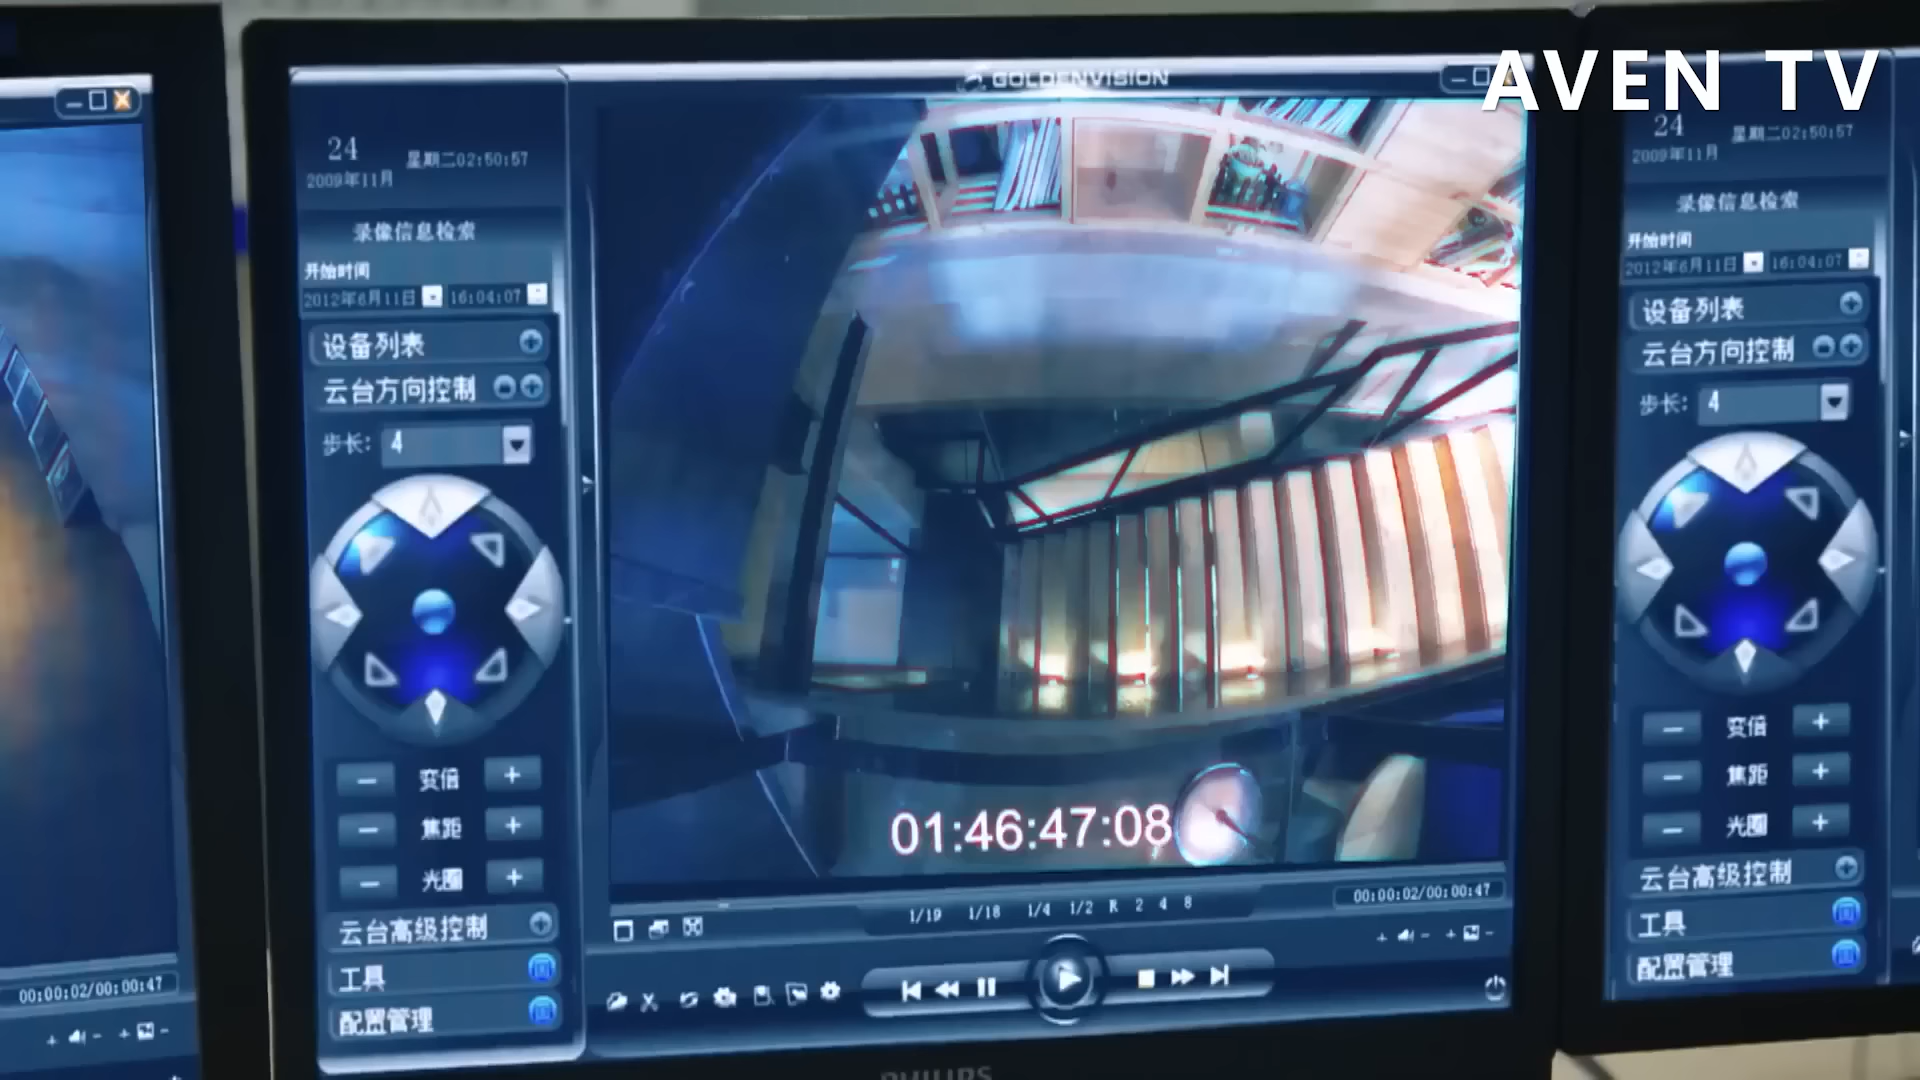 AVEN TV
GOLDENVISION
24
星期二02:50:57
2009年11月
录像信息检索
开始时间
2012年6月11日 16:04:07
设备列表
云台方向控制
步长: 4
变倍
焦距
光圈
云台高级控制
工具
配置管理
01:46:47:08
1/19 1/18 1/4 1/2 R 2 4 8
00:00:02/00:00:47
PHILIPS
00:00:02/00:00:47
24
星期二02:50:57
2009年11月
录像信息检索
开始时间
2012年6月11日 16:04:07
设备列表
云台方向控制
步长: 4
变倍
焦距
光圈
云台高级控制
工具
配置管理